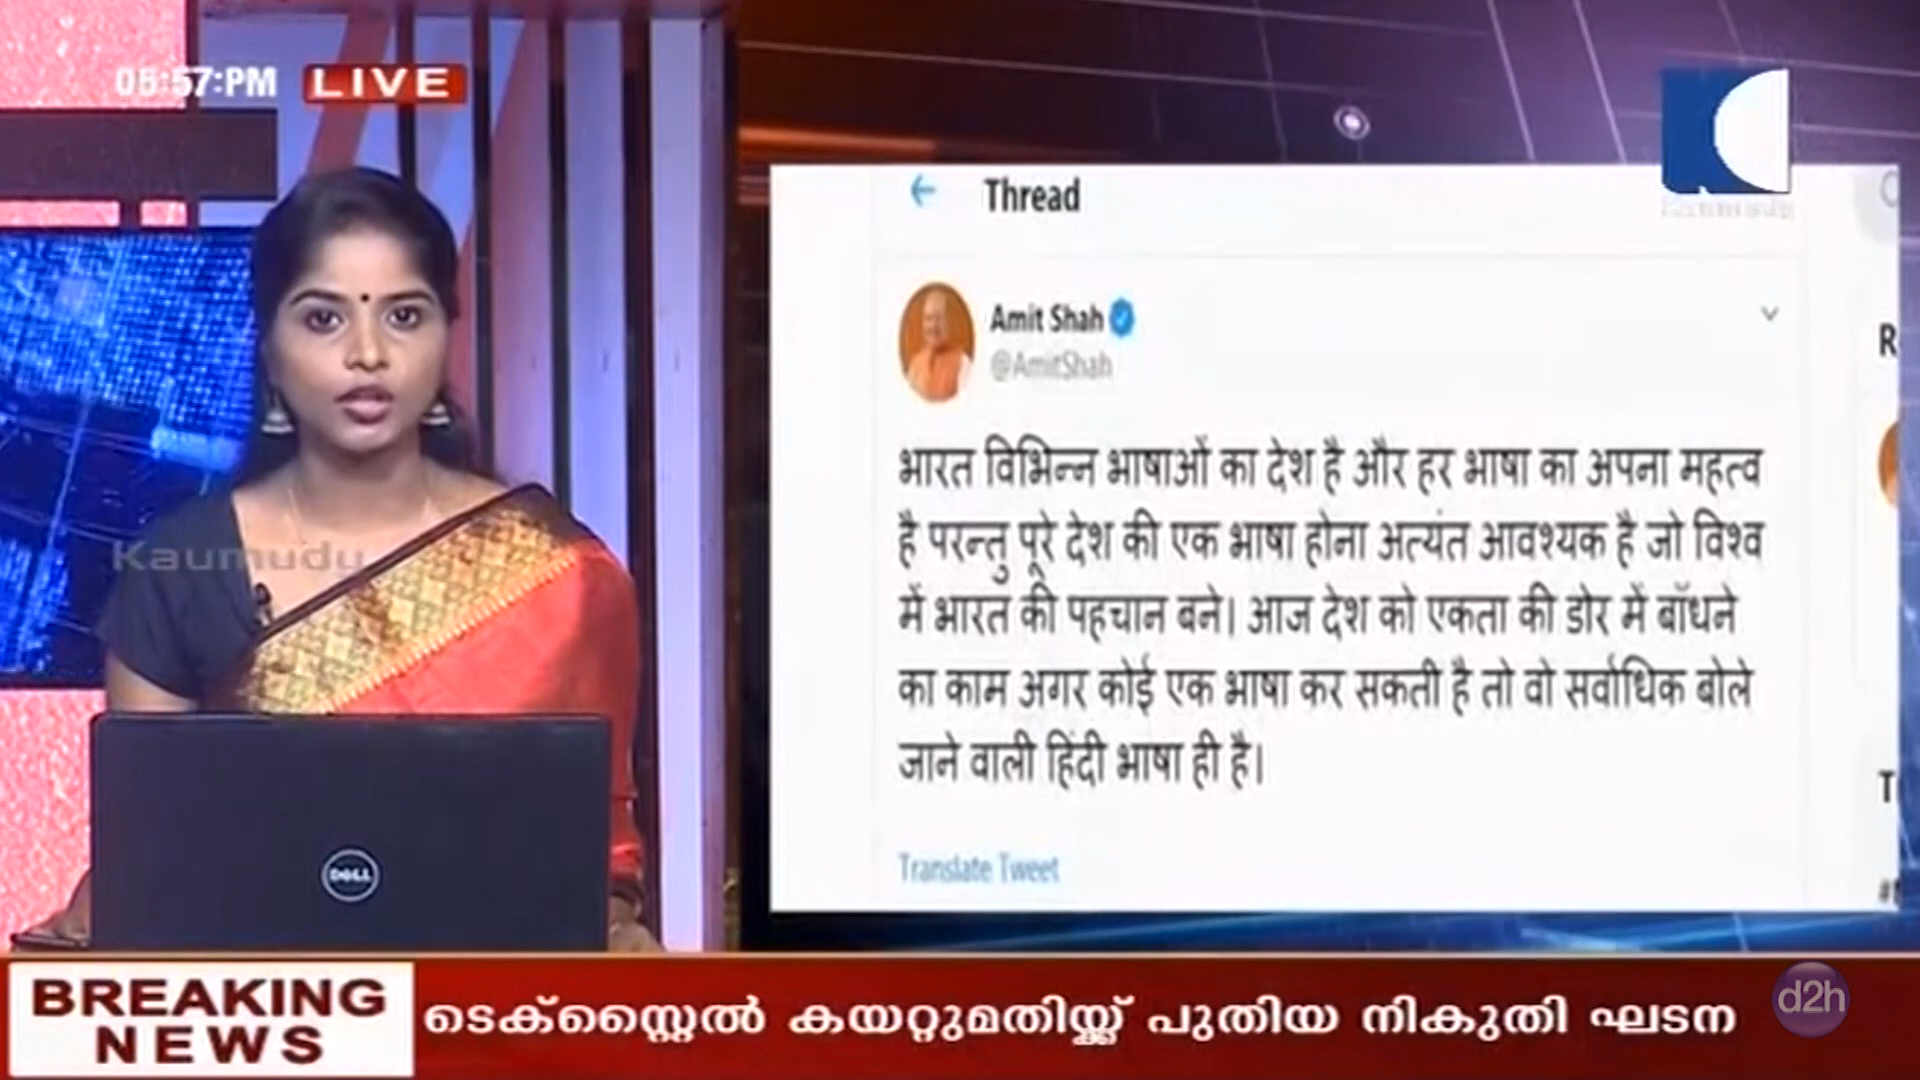 05:57:PM LIVE
Thread
Amit Shah
@AmitShah
भारत विभिन्न भाषाओं का देश है और हर भाषा का अपना महत्व
है परन्तु पूरे देश की एक भाषा होना अत्यंत आवश्यक है जो विश्व
में भारत की पहचान बने। आज देश को एकता की डोर में बाँधने
का काम अगर कोई एक भाषा कर सकती है तो वो सर्वाधिक बोले
जाने वाली हिंदी भाषा ही है।
Translate Tweet
Kaumudy
DELL
BREAKING
NEWS
ടെക്സ്റ്റൈൽ കയറ്റുമതിയ്ക്ക് പുതിയ നികുതി ഘടന
d2h